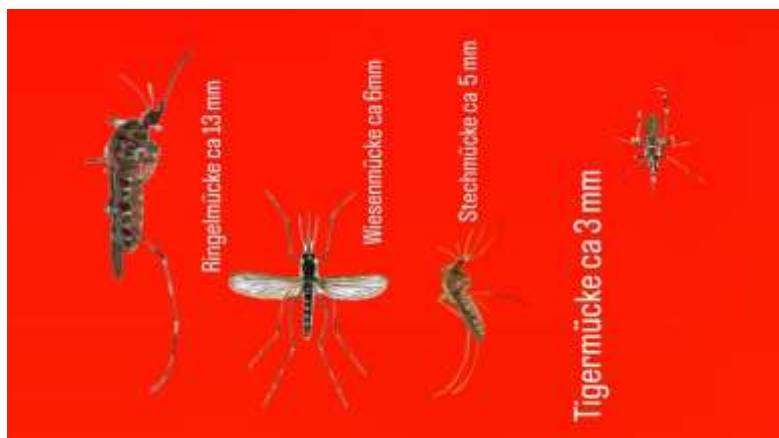 Ringelmücke ca 13 mm
Wiesenmücke ca 6mm
Stechmücke ca 5 mm
Tigermücke ca 3 mm